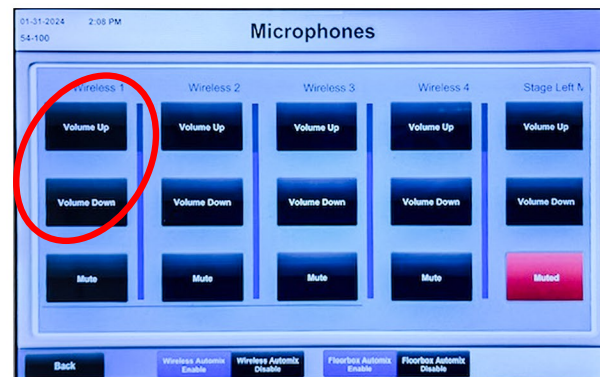 01-31-2024 2:08 PM
54-100
Microphones
Wireless 1 Wireless 2 Wireless 3 Wireless 4 Stage Left M
Volume Up Volume Up Volume Up Volume Up Volume Up
Volume Down Volume Down Volume Down Volume Down Volume Down
Mute Mute Mute Mute Muted
Back
Wireless Automix Wireless Automix Floorbox Automix Floorbox Automix
Enable Disable Enable Disable